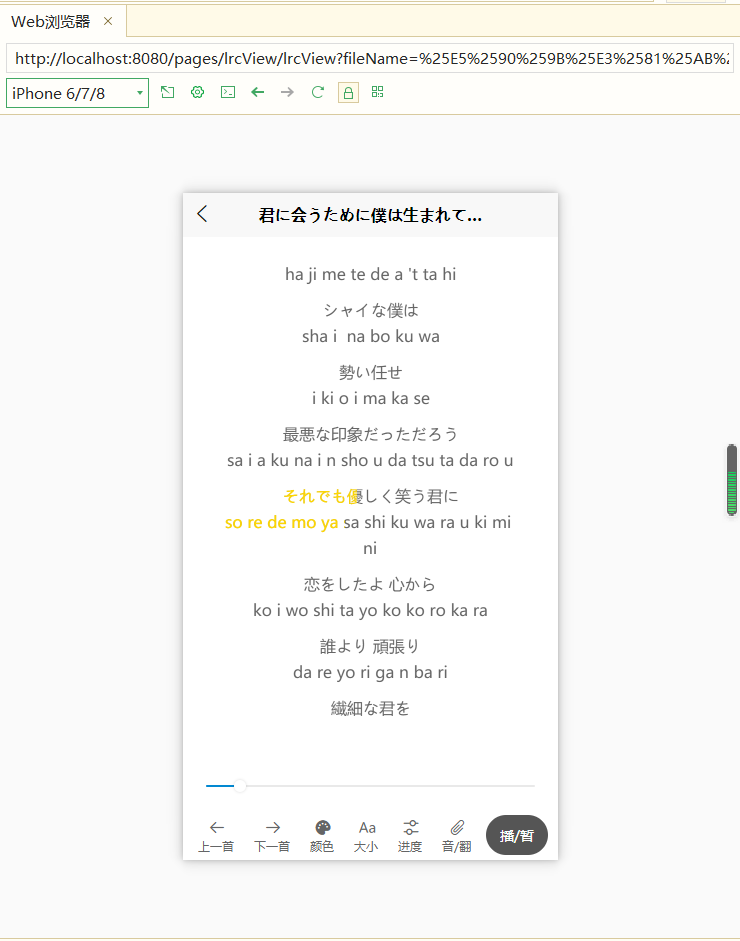 Web浏览器 ×
http://localhost:8080/pages/lrcView/lrcView?fileName=%25E5%2590%259B%25E3%2581%25AB%2
iPhone 6/7/8
君に会うために僕は生まれて...
ha ji me te de a 't ta hi
シャイな僕は
sha i na bo ku wa
勢い任せ
i ki o i ma ka se
最悪な印象だっただろう
sa i a ku na i n sho u da tsu ta da ro u
それでも優しく笑う君に
so re de mo ya sa shi ku wa ra u ki mi
ni
恋をしたよ 心から
ko i wo shi ta yo ko ko ro ka ra
誰より 頑張り
da re yo ri ga n ba ri
繊細な君を
上一首 下一首 颜色 Aa 大小 进度 音/翻 播/暂